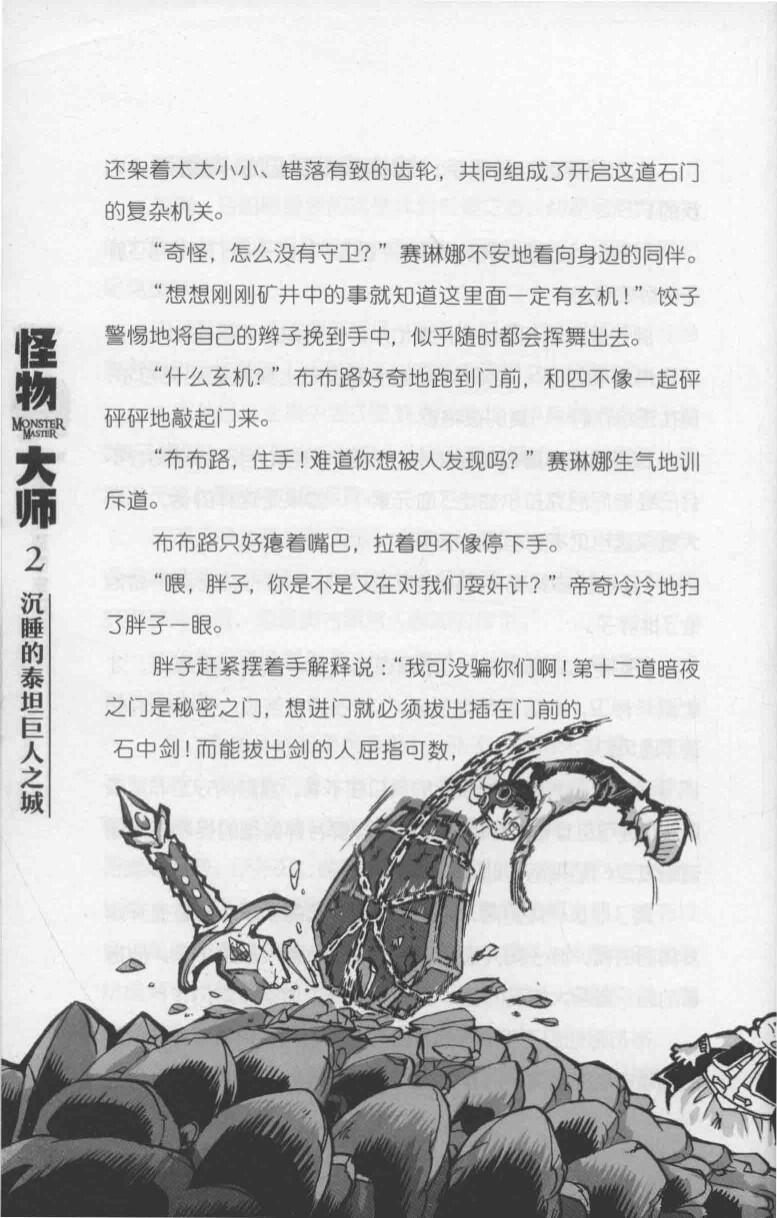 还架着大大小小、错落有致的齿轮，共同组成了开启这道石门
的复杂机关。
“奇怪，怎么没有守卫？”赛琳娜不安地看向身边的同伴。
“想想刚刚矿井中的事就知道这里面一定有玄机！”饺子
警惕地将自己的辫子挽到手中，似乎随时都会挥舞出去。
“什么玄机？”布布路好奇地跑到门前，和四不像一起砰
砰砰地敲起门来。
“布布路，住手！难道你想被人发现吗？”赛琳娜生气地训
斥道。
布布路只好瘪着嘴巴，拉着四不像停下手。
“喂，胖子，你是不是又在对我们耍奸计？”帝奇冷冷地扫
了胖子一眼。
胖子赶紧摆着手解释说：“我可没骗你们啊！第十三道暗夜
之门是秘密之门，想进门就必须拔出插在门前的
石中剑！而能拔出剑的人屈指可数，
怪物
MONSTER
MASTER
大师
2
沉睡的泰坦巨人之城